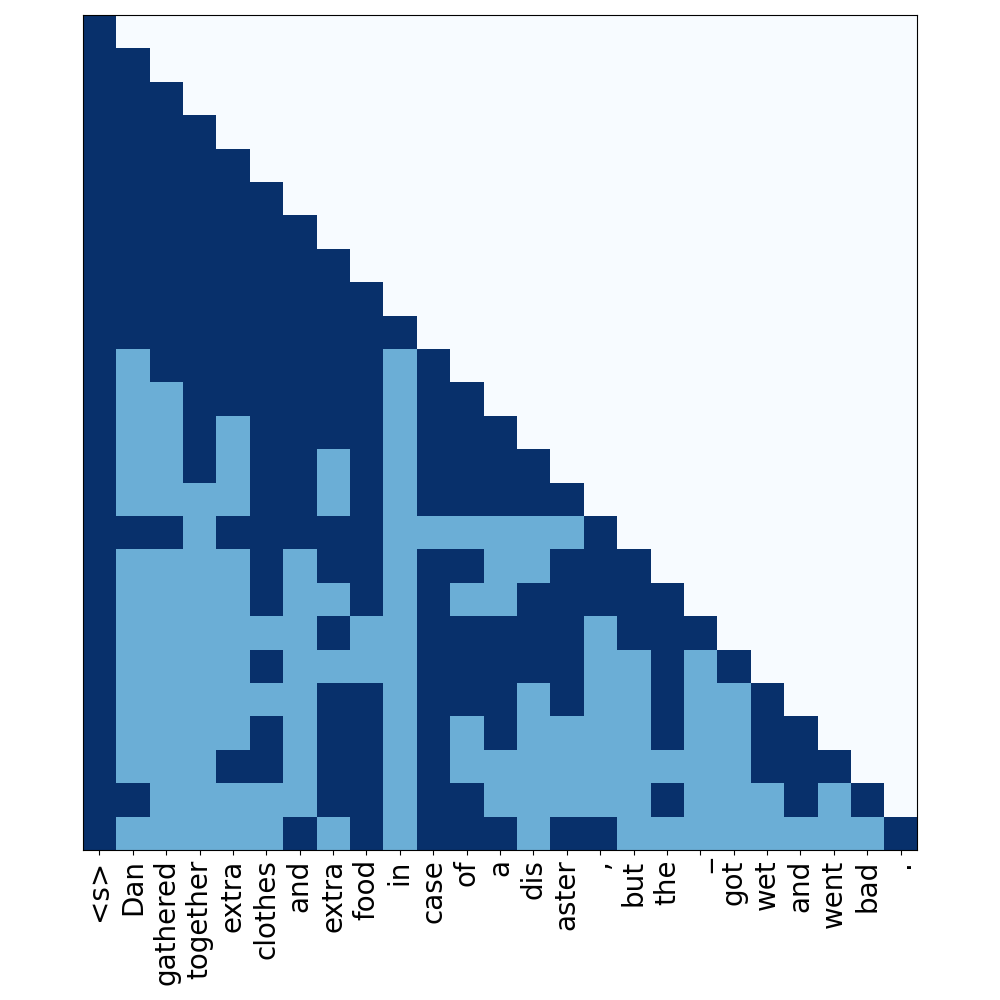 <s> Dan gathered together extra clothes and extra food in case of a dis aster , but the _ got wet and went bad .